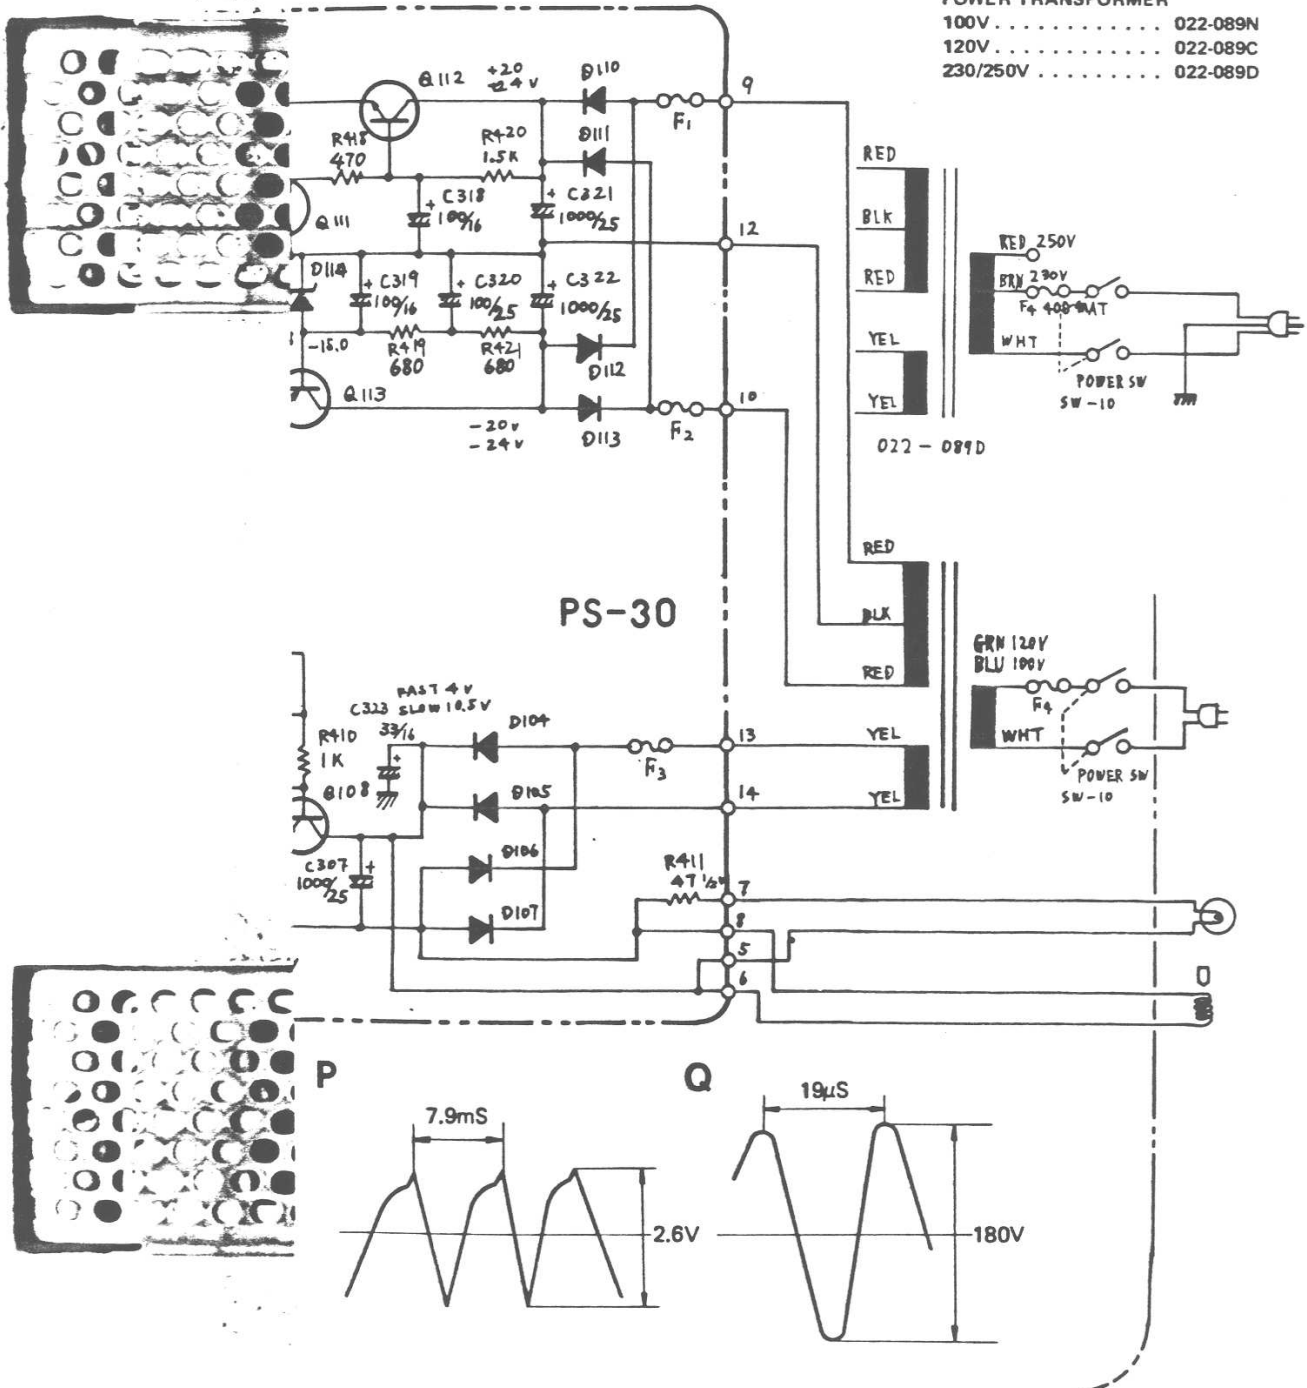 POWER TRANSFORMER
100V . . . . . . . . . . . . . 022-089N
120V . . . . . . . . . . . . . 022-089C
230/250V . . . . . . . . . . 022-089D
Q112
+20
+24V
D110
F1
9
R418
470
R420
1.5K
D111
RED
C318
100/16
C321
1000/25
Q111
BLK
12
RED 250V
D114
C319
100/16
C320
100/25
C322
1000/25
RED
BRN 230V
F4
-15.0
R419
680
R421
680
D112
YEL
WHT
POWER SW
SW-10
Q113
10
YEL
-20V
-24V
D113
F2
022-089D
RED
PS-30
BLK
GRN 120V
BLU 100V
RED
FAST 4V
SLOW 10.5V
C323
33/16
D104
F4
R410
1K
F3
13
YEL
WHT
POWER SW
SW-10
Q108
D105
14
YEL
C307
1000/25
D106
R411
47
7
D107
8
5
6
P
Q
7.9mS
19μS
2.6V
180V